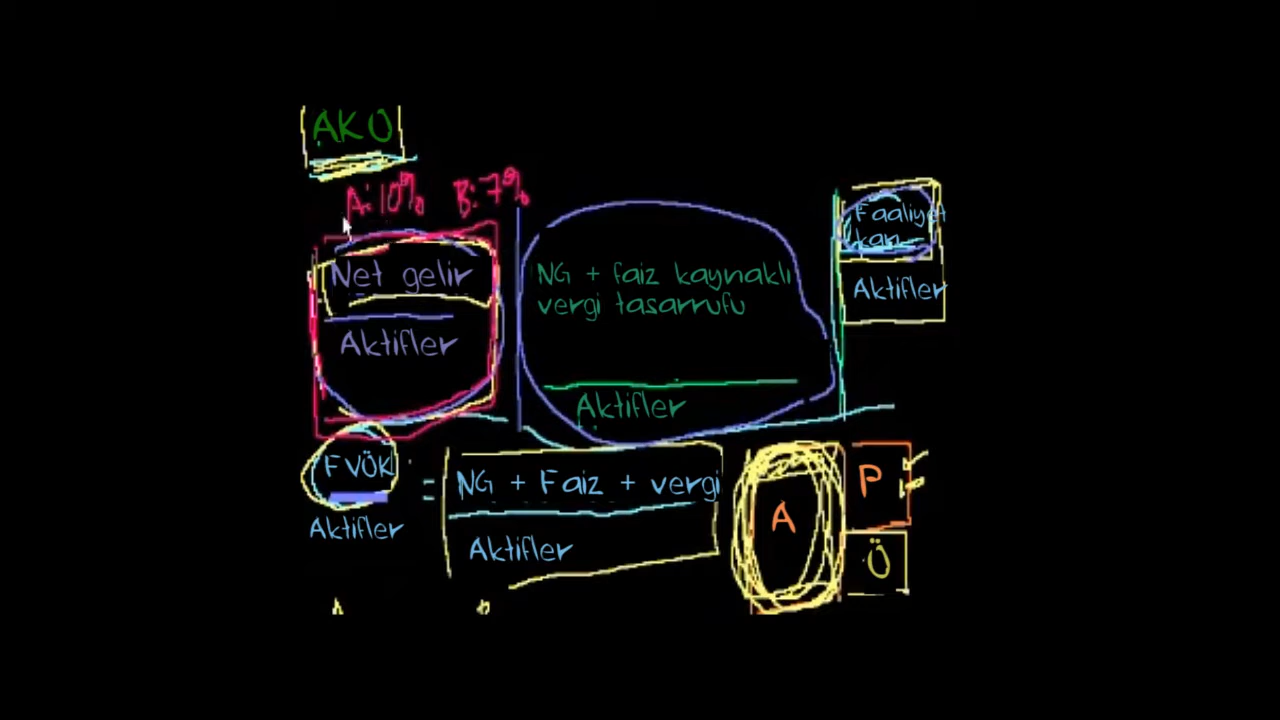 AKO
A:10% B:7%
Net gelir
Aktifler
NG + faiz kaynaklı
vergi tasarrufu
Aktifler
Faaliyet
karı
Aktifler
FVÖK
Aktifler
=
NG + Faiz + vergi
Aktifler
A
P
Ö